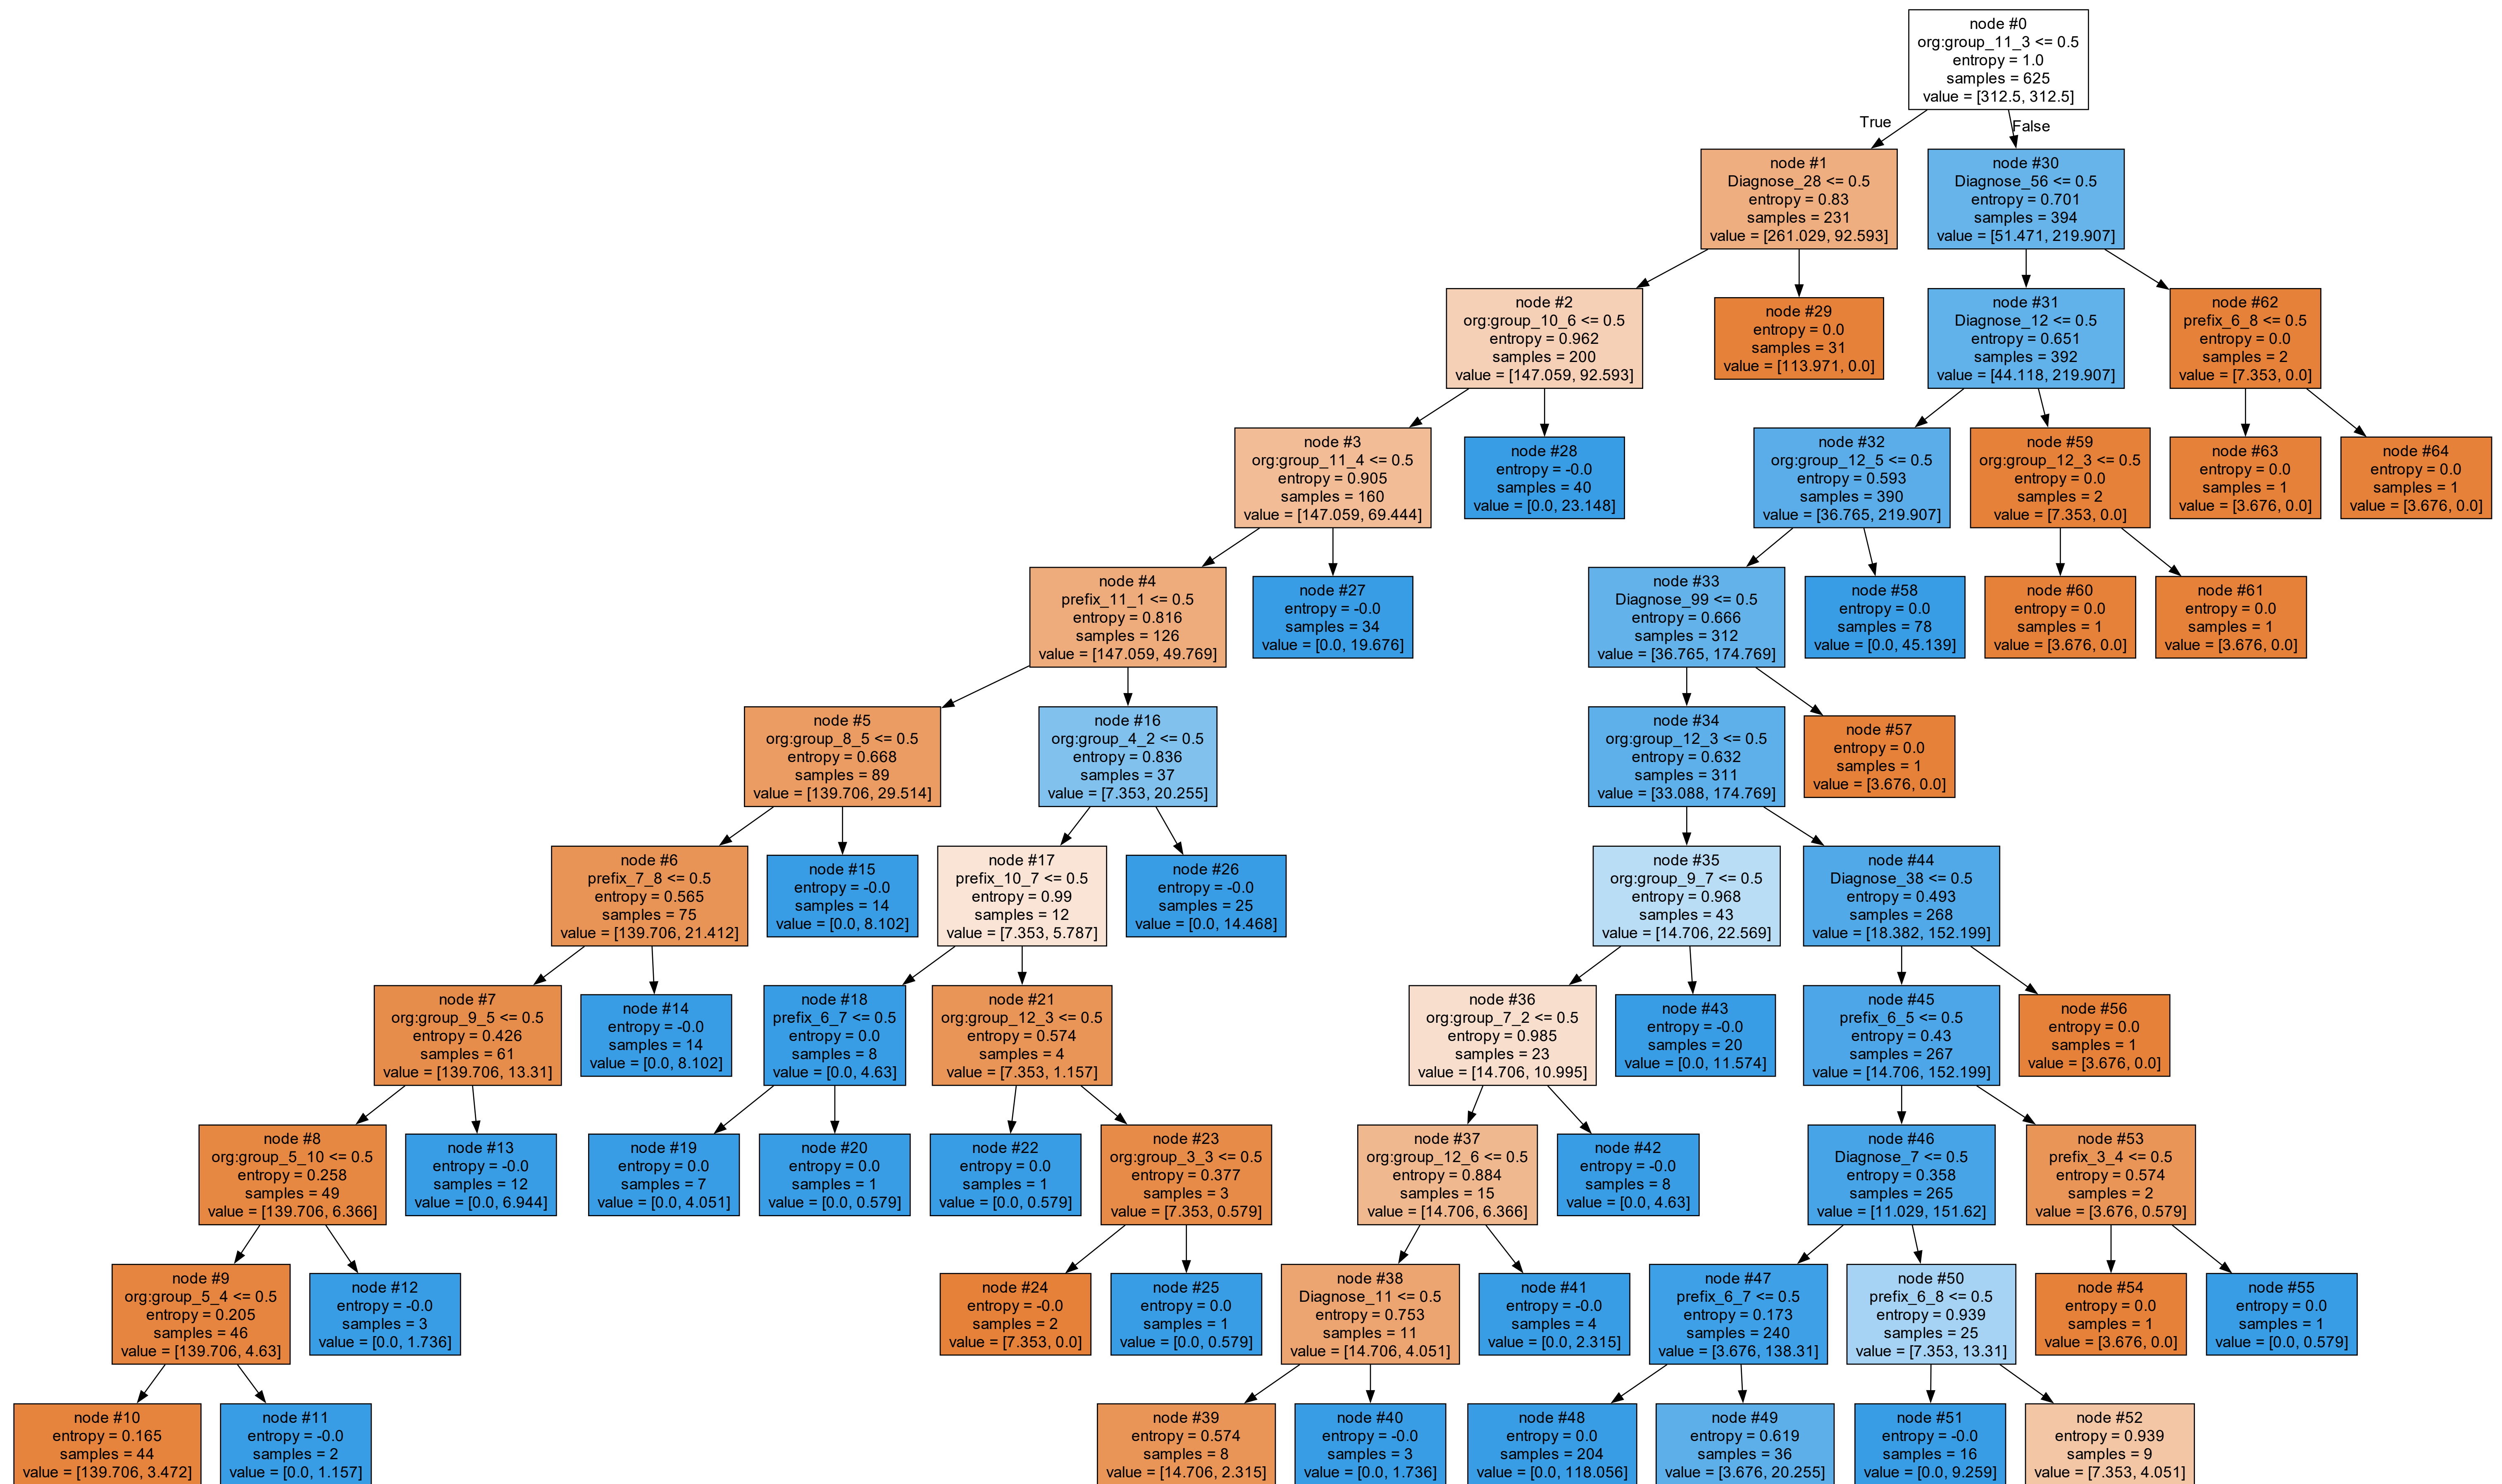 node #0
org:group_11_3 <= 0.5
entropy = 1.0
samples = 625
value = [312.5, 312.5]
True
False
node #1
Diagnose_28 <= 0.5
entropy = 0.83
samples = 231
value = [261.029, 92.593]
node #30
Diagnose_56 <= 0.5
entropy = 0.701
samples = 394
value = [51.471, 219.907]
node #2
org:group_10_6 <= 0.5
entropy = 0.962
samples = 200
value = [147.059, 92.593]
node #29
entropy = 0.0
samples = 31
value = [113.971, 0.0]
node #31
Diagnose_12 <= 0.5
entropy = 0.651
samples = 392
value = [44.118, 219.907]
node #62
prefix_6_8 <= 0.5
entropy = 0.0
samples = 2
value = [7.353, 0.0]
node #3
org:group_11_4 <= 0.5
entropy = 0.905
samples = 160
value = [147.059, 69.444]
node #28
entropy = -0.0
samples = 40
value = [0.0, 23.148]
node #32
org:group_12_5 <= 0.5
entropy = 0.593
samples = 390
value = [36.765, 219.907]
node #59
org:group_12_3 <= 0.5
entropy = 0.0
samples = 2
value = [7.353, 0.0]
node #63
entropy = 0.0
samples = 1
value = [3.676, 0.0]
node #64
entropy = 0.0
samples = 1
value = [3.676, 0.0]
node #4
prefix_11_1 <= 0.5
entropy = 0.816
samples = 126
value = [147.059, 49.769]
node #27
entropy = -0.0
samples = 34
value = [0.0, 19.676]
node #33
Diagnose_99 <= 0.5
entropy = 0.666
samples = 312
value = [36.765, 174.769]
node #58
entropy = 0.0
samples = 78
value = [0.0, 45.139]
node #60
entropy = 0.0
samples = 1
value = [3.676, 0.0]
node #61
entropy = 0.0
samples = 1
value = [3.676, 0.0]
node #5
org:group_8_5 <= 0.5
entropy = 0.668
samples = 89
value = [139.706, 29.514]
node #16
org:group_4_2 <= 0.5
entropy = 0.836
samples = 37
value = [7.353, 20.255]
node #34
org:group_12_3 <= 0.5
entropy = 0.632
samples = 311
value = [33.088, 174.769]
node #57
entropy = 0.0
samples = 1
value = [3.676, 0.0]
node #6
prefix_7_8 <= 0.5
entropy = 0.565
samples = 75
value = [139.706, 21.412]
node #15
entropy = -0.0
samples = 14
value = [0.0, 8.102]
node #17
prefix_10_7 <= 0.5
entropy = 0.99
samples = 12
value = [7.353, 5.787]
node #26
entropy = -0.0
samples = 25
value = [0.0, 14.468]
node #35
org:group_9_7 <= 0.5
entropy = 0.968
samples = 43
value = [14.706, 22.569]
node #44
Diagnose_38 <= 0.5
entropy = 0.493
samples = 268
value = [18.382, 152.199]
node #7
org:group_9_5 <= 0.5
entropy = 0.426
samples = 61
value = [139.706, 13.31]
node #14
entropy = -0.0
samples = 14
value = [0.0, 8.102]
node #18
prefix_6_7 <= 0.5
entropy = 0.0
samples = 8
value = [0.0, 4.63]
node #21
org:group_12_3 <= 0.5
entropy = 0.574
samples = 4
value = [7.353, 1.157]
node #36
org:group_7_2 <= 0.5
entropy = 0.985
samples = 23
value = [14.706, 10.995]
node #43
entropy = -0.0
samples = 20
value = [0.0, 11.574]
node #45
prefix_6_5 <= 0.5
entropy = 0.43
samples = 267
value = [14.706, 152.199]
node #56
entropy = 0.0
samples = 1
value = [3.676, 0.0]
node #8
org:group_5_10 <= 0.5
entropy = 0.258
samples = 49
value = [139.706, 6.366]
node #13
entropy = -0.0
samples = 12
value = [0.0, 6.944]
node #19
entropy = 0.0
samples = 7
value = [0.0, 4.051]
node #20
entropy = 0.0
samples = 1
value = [0.0, 0.579]
node #22
entropy = 0.0
samples = 1
value = [0.0, 0.579]
node #23
org:group_3_3 <= 0.5
entropy = 0.377
samples = 3
value = [7.353, 0.579]
node #37
org:group_12_6 <= 0.5
entropy = 0.884
samples = 15
value = [14.706, 6.366]
node #42
entropy = -0.0
samples = 8
value = [0.0, 4.63]
node #46
Diagnose_7 <= 0.5
entropy = 0.358
samples = 265
value = [11.029, 151.62]
node #53
prefix_3_4 <= 0.5
entropy = 0.574
samples = 2
value = [3.676, 0.579]
node #9
org:group_5_4 <= 0.5
entropy = 0.205
samples = 46
value = [139.706, 4.63]
node #12
entropy = -0.0
samples = 3
value = [0.0, 1.736]
node #24
entropy = -0.0
samples = 2
value = [7.353, 0.0]
node #25
entropy = 0.0
samples = 1
value = [0.0, 0.579]
node #38
Diagnose_11 <= 0.5
entropy = 0.753
samples = 11
value = [14.706, 4.051]
node #41
entropy = -0.0
samples = 4
value = [0.0, 2.315]
node #47
prefix_6_7 <= 0.5
entropy = 0.173
samples = 240
value = [3.676, 138.31]
node #50
prefix_6_8 <= 0.5
entropy = 0.939
samples = 25
value = [7.353, 13.31]
node #54
entropy = 0.0
samples = 1
value = [3.676, 0.0]
node #55
entropy = 0.0
samples = 1
value = [0.0, 0.579]
node #10
entropy = 0.165
samples = 44
value = [139.706, 3.472]
node #11
entropy = -0.0
samples = 2
value = [0.0, 1.157]
node #39
entropy = 0.574
samples = 8
value = [14.706, 2.315]
node #40
entropy = -0.0
samples = 3
value = [0.0, 1.736]
node #48
entropy = 0.0
samples = 204
value = [0.0, 118.056]
node #49
entropy = 0.619
samples = 36
value = [3.676, 20.255]
node #51
entropy = -0.0
samples = 16
value = [0.0, 9.259]
node #52
entropy = 0.939
samples = 9
value = [7.353, 4.051]